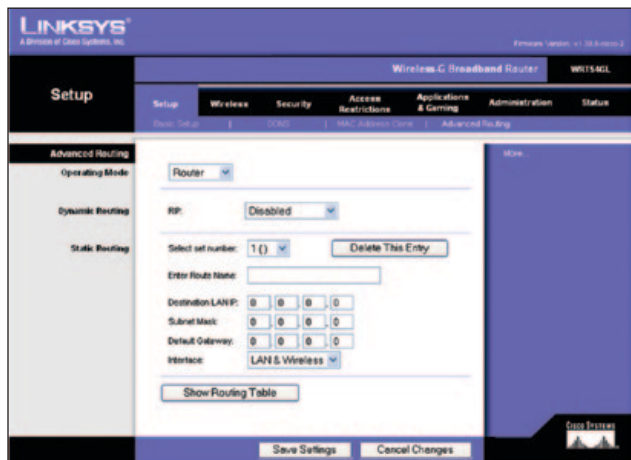 LINKSYS®
A Division of Cisco Systems, Inc.
Firmware Version:
Wireless-G Broadband Router WRT54GL
Setup
Setup Wireless Security Access Restrictions Applications & Gaming Administration Status
Basic Setup | DDNS | MAC Address Clone | Advanced Routing
Advanced Routing
More...
Operating Mode
Router
Dynamic Routing
RIP: Disabled
Static Routing
Select set number: 1 () Delete This Entry
Enter Route Name:
Destination LAN IP: 0 . 0 . 0 . 0
Subnet Mask: 0 . 0 . 0 . 0
Default Gateway: 0 . 0 . 0 . 0
Interface: LAN & Wireless
Show Routing Table
Save Settings Cancel Changes
CISCO SYSTEMS